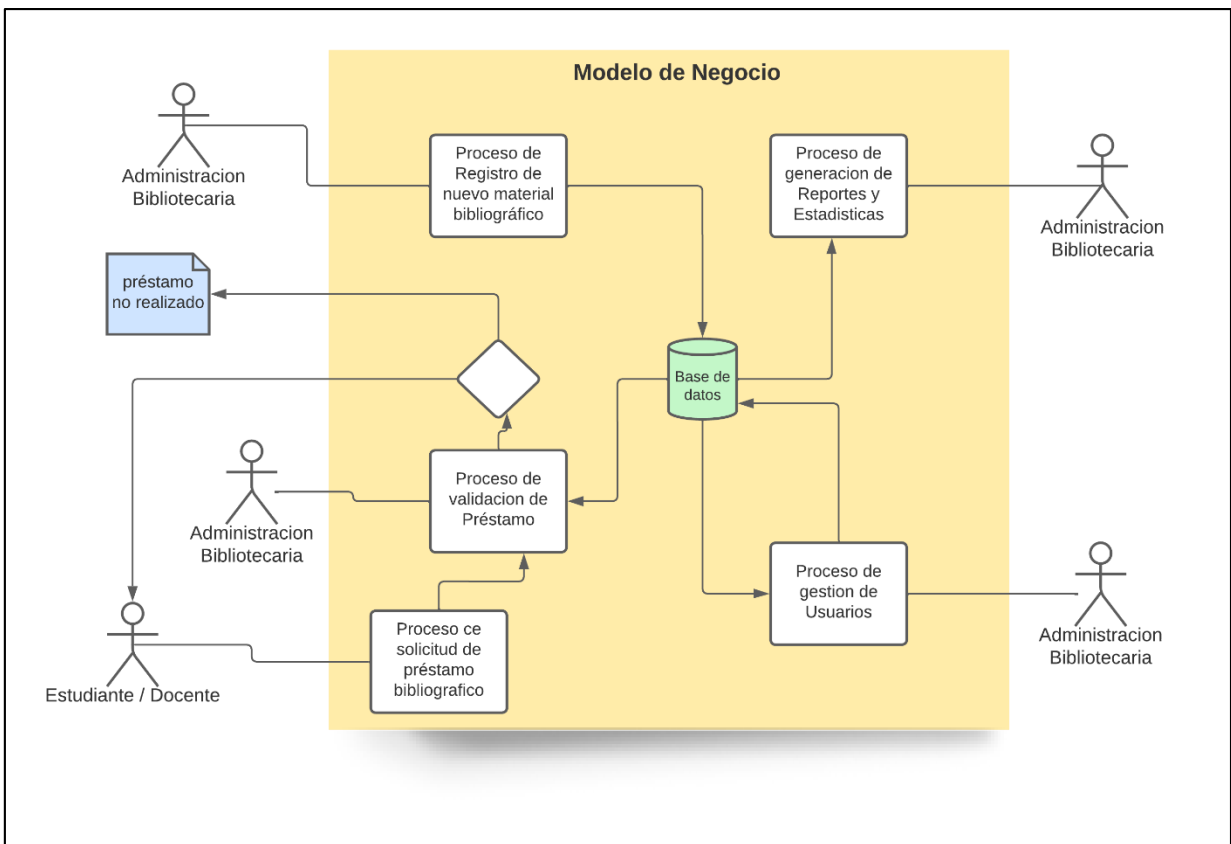 Modelo de Negocio
Administracion
Bibliotecaria
Proceso de
Registro de
nuevo material
bibliográfico
Proceso de
generacion de
Reportes y
Estadisticas
Administracion
Bibliotecaria
préstamo
no realizado
Base de
datos
Proceso de
validacion de
Préstamo
Administracion
Bibliotecaria
Proceso de
gestion de
Usuarios
Administracion
Bibliotecaria
Proceso ce
solicitud de
préstamo
bibliografico
Estudiante / Docente